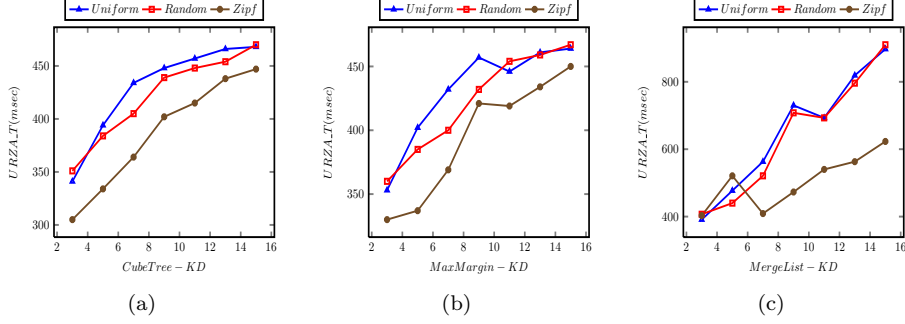 Uniform Random Zipf
URZA_T(msec)
450
400
350
300
2 4 6 8 10 12 14 16
CubeTree − KD
(a)
Uniform Random Zipf
URZA_T(msec)
450
400
350
2 4 6 8 10 12 14 16
MaxMargin − KD
(b)
Uniform Random Zipf
URZA_T(msec)
800
600
400
2 4 6 8 10 12 14 16
MergeList − KD
(c)